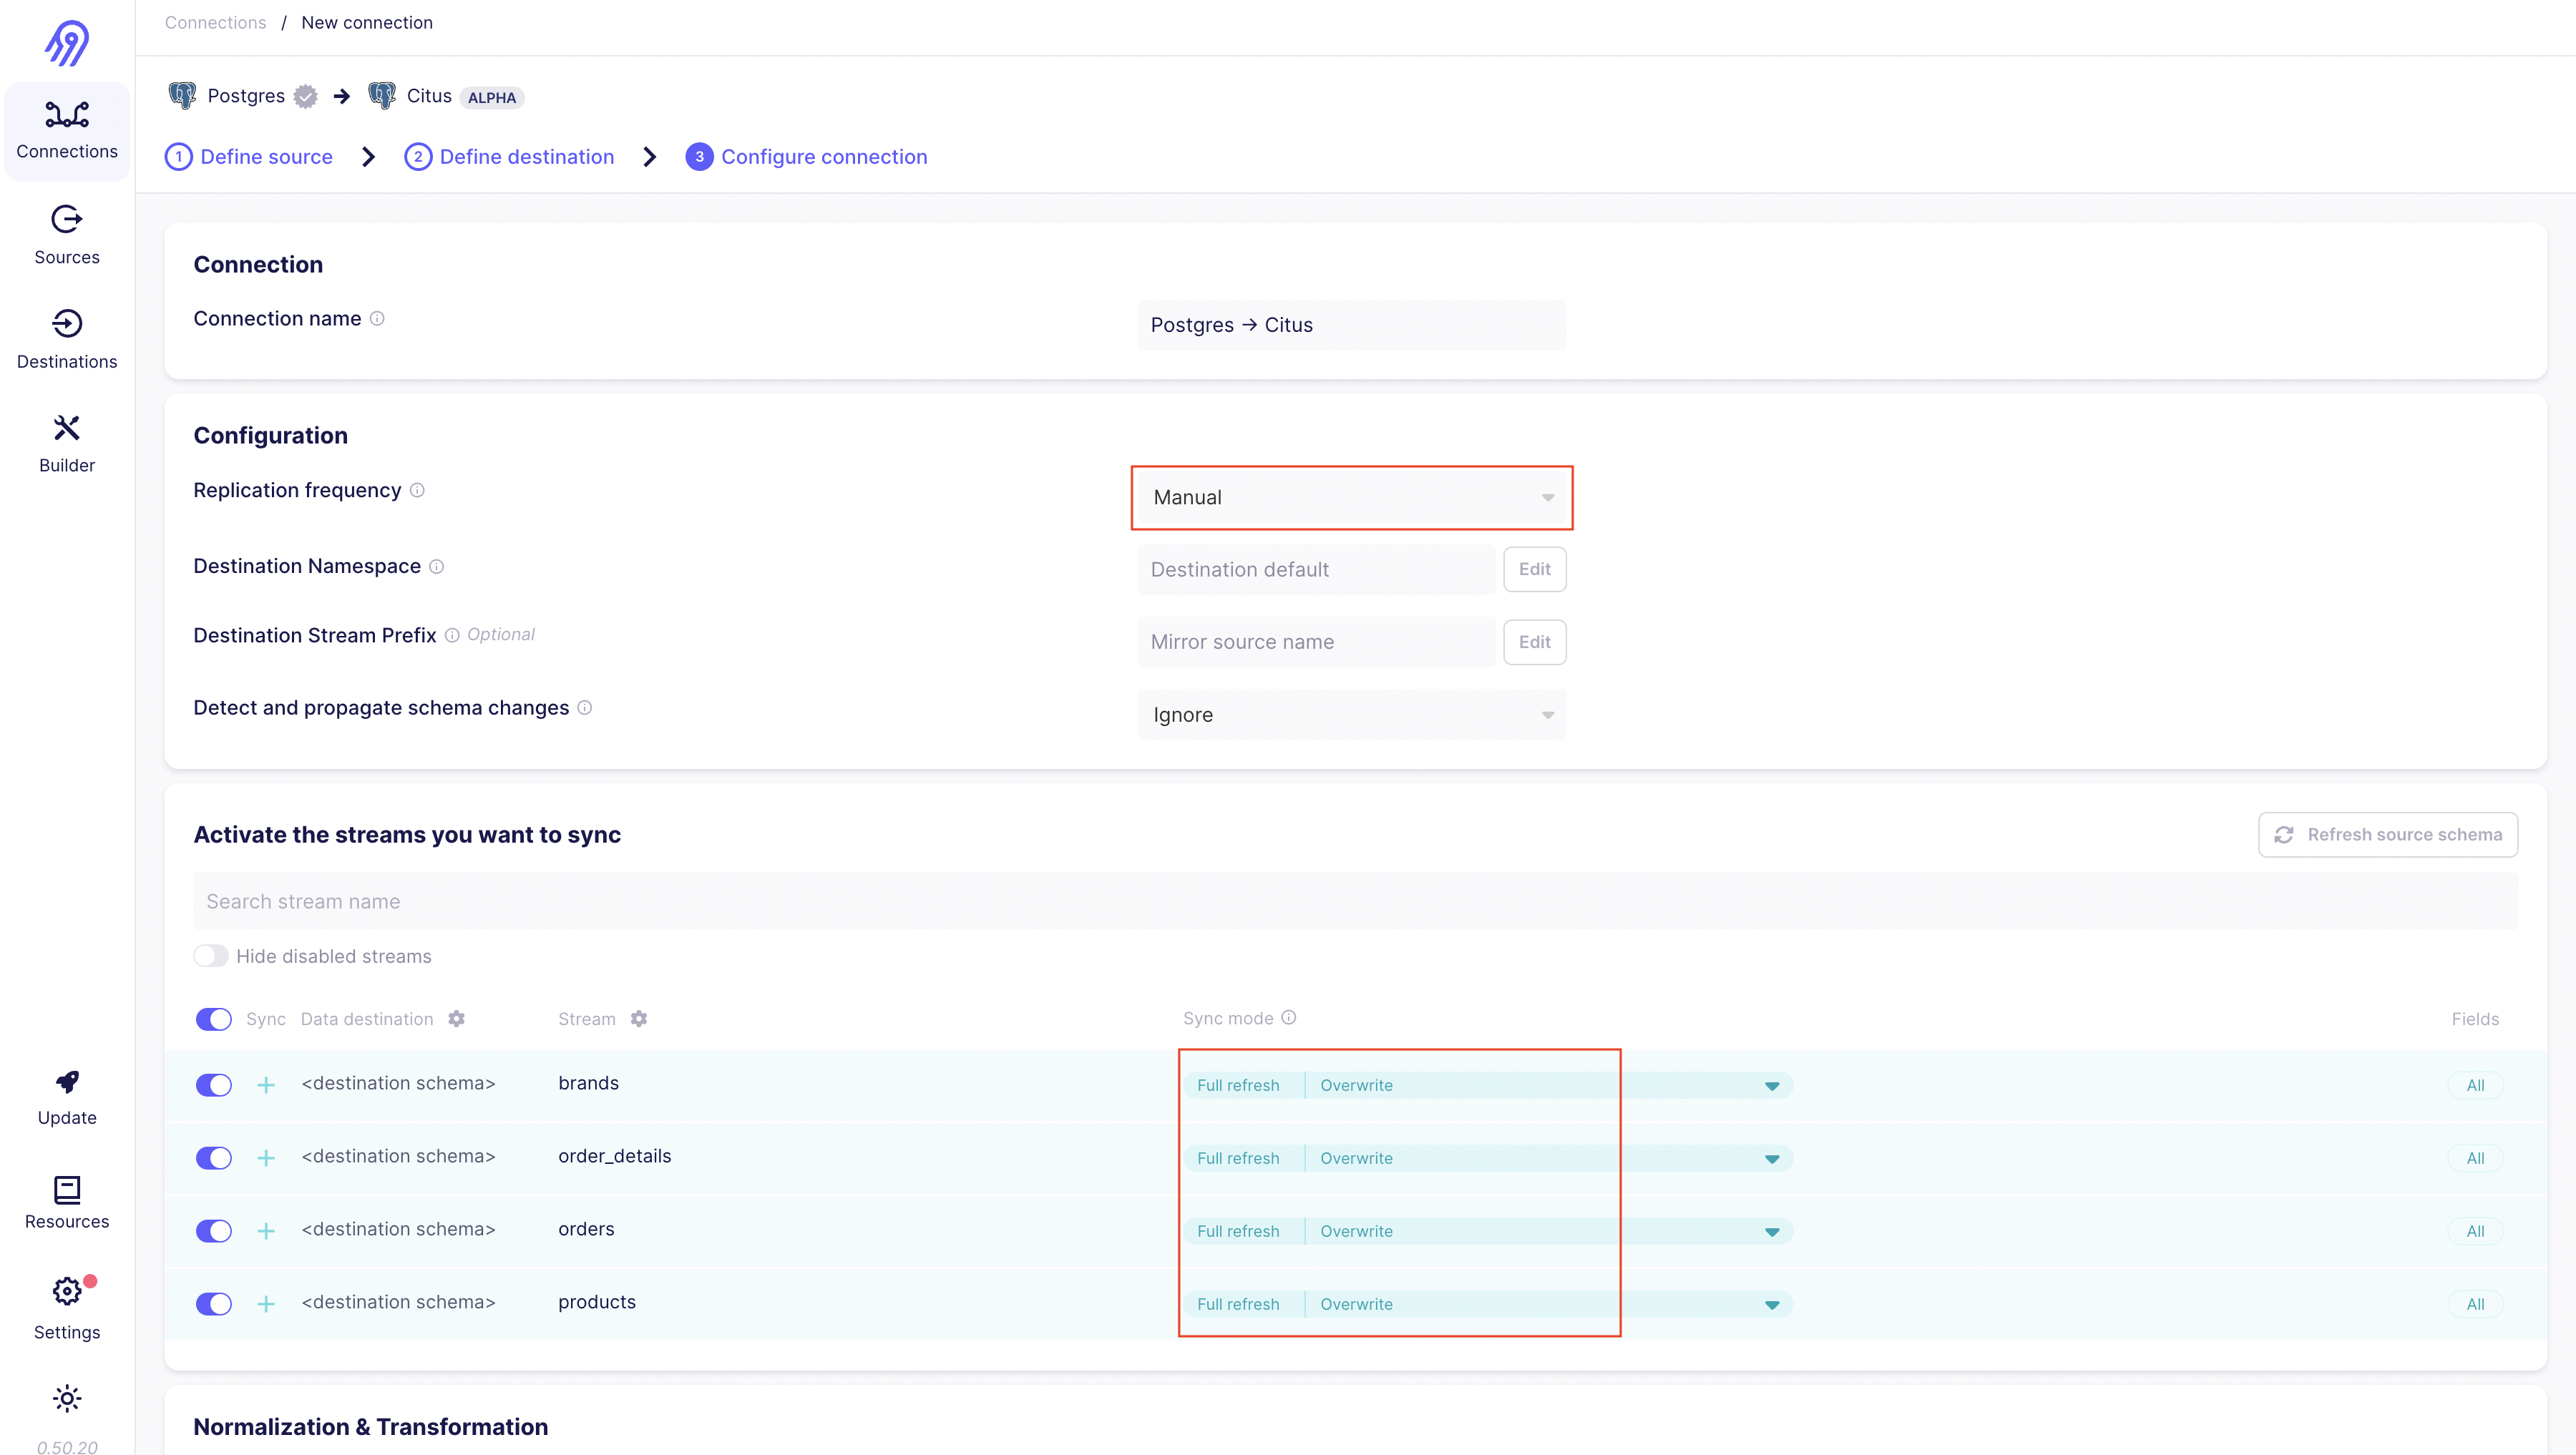 Connections / New connection
Postgres → Citus ALPHA
1 Define source > 2 Define destination > 3 Configure connection
Connections
Sources
Destinations
Builder
Connection
Connection name
Postgres → Citus
Configuration
Replication frequency
Manual
Destination Namespace
Destination default
Edit
Destination Stream Prefix Optional
Mirror source name
Edit
Detect and propagate schema changes
Ignore
Activate the streams you want to sync
Refresh source schema
Search stream name
Hide disabled streams
Sync Data destination Stream Sync mode Fields
<destination schema> brands Full refresh Overwrite All
<destination schema> order_details Full refresh Overwrite All
<destination schema> orders Full refresh Overwrite All
<destination schema> products Full refresh Overwrite All
Normalization & Transformation
Update
Resources
Settings
0.50.20